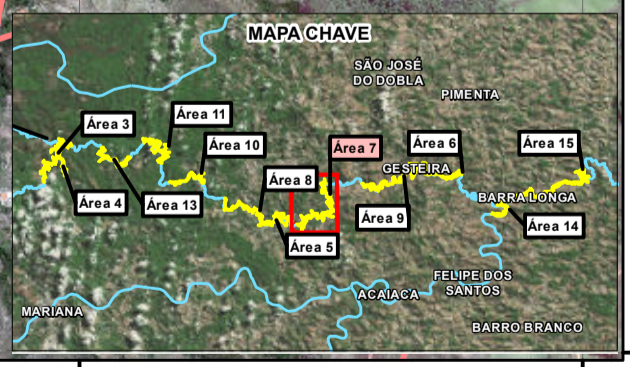 MAPA CHAVE
SÃO JOSÉ
DO DOBLA
PIMENTA
Área 11
Área 3
Área 10
Área 7
Área 6
Área 15
GESTEIRA
Área 8
BARRA LONGA
Área 4
Área 13
Área 9
Área 14
Área 5
FELIPE DOS
SANTOS
ACAIACA
MARIANA
BARRO BRANCO